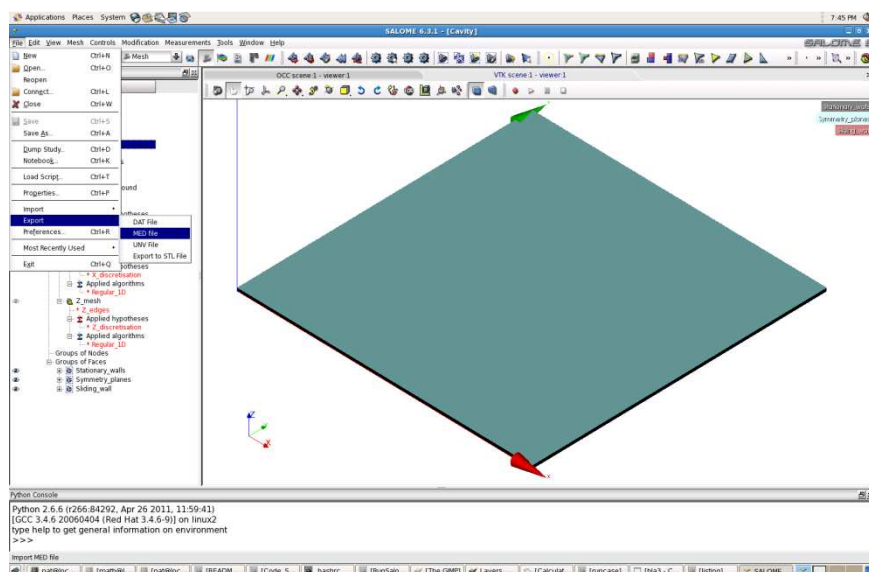 Applications Places System 7:45 PM
SALOME 6.3.1 - [Cavity]
File Edit View Mesh Controls Modification Measurements Tools Window Help
Mesh
New Ctrl+N
Open... Ctrl+O
Reopen
Connect... Ctrl+L
Close Ctrl+W
Save Ctrl+S
Save As... Ctrl+A
Dump Study... Ctrl+D
Notebook... Ctrl+K
Load Script... Ctrl+T
Properties... Ctrl+P
Import
Export
Preferences... Ctrl+R
Most Recently Used
Exit Ctrl+Q
DAT File
MED file
UNV File
Export to STL File
OCC scene:1 - viewer:1
VTK scene:1 - viewer:1
Stationary_walls
Symmetry_planes
Sliding_wall
* X_discretisation
Applied algorithms
* Regular_1D
Z_mesh
* Z_edges
Applied hypotheses
* Z_discretisation
Applied algorithms
* Regular_1D
Groups of Nodes
Groups of Faces
Stationary_walls
Symmetry_planes
Sliding_wall
Z
X
X
Python Console
Python 2.6.6 (r266:84292, Apr 26 2011, 11:59:41)
[GCC 3.4.6 20060404 (Red Hat 3.4.6-9)] on linux2
type help to get general information on environment
>>>
Import MED file